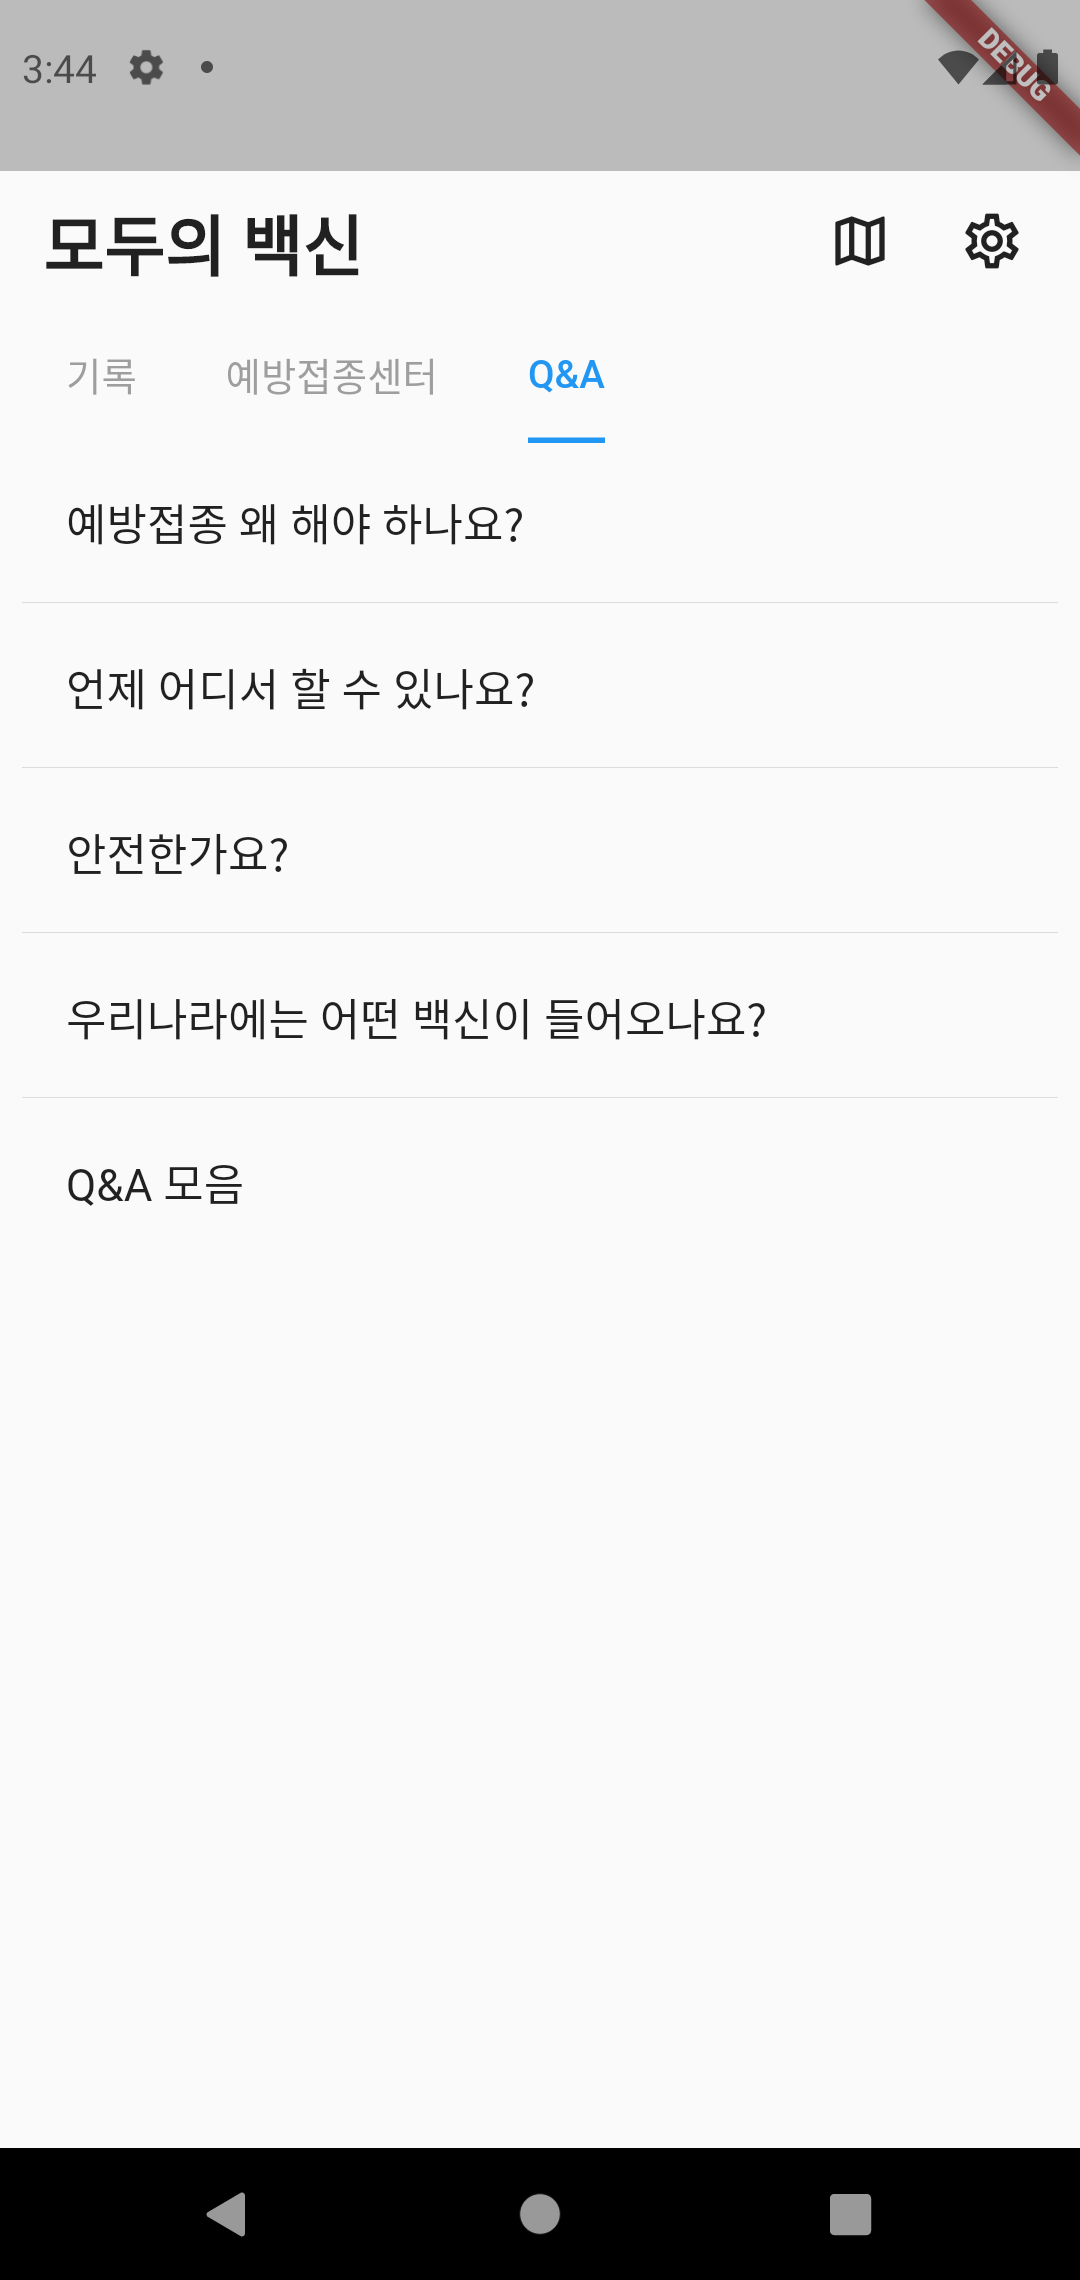 3:44
DEBUG
모두의 백신
기록 예방접종센터 Q&A
예방접종 왜 해야 하나요?
언제 어디서 할 수 있나요?
안전한가요?
우리나라에는 어떤 백신이 들어오나요?
Q&A 모음